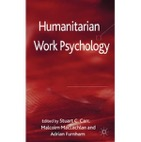 Humanitarian
Work Psychology
Edited by Stuart C. Carr,
Malcolm MacLachlan and
Adrian Furnham